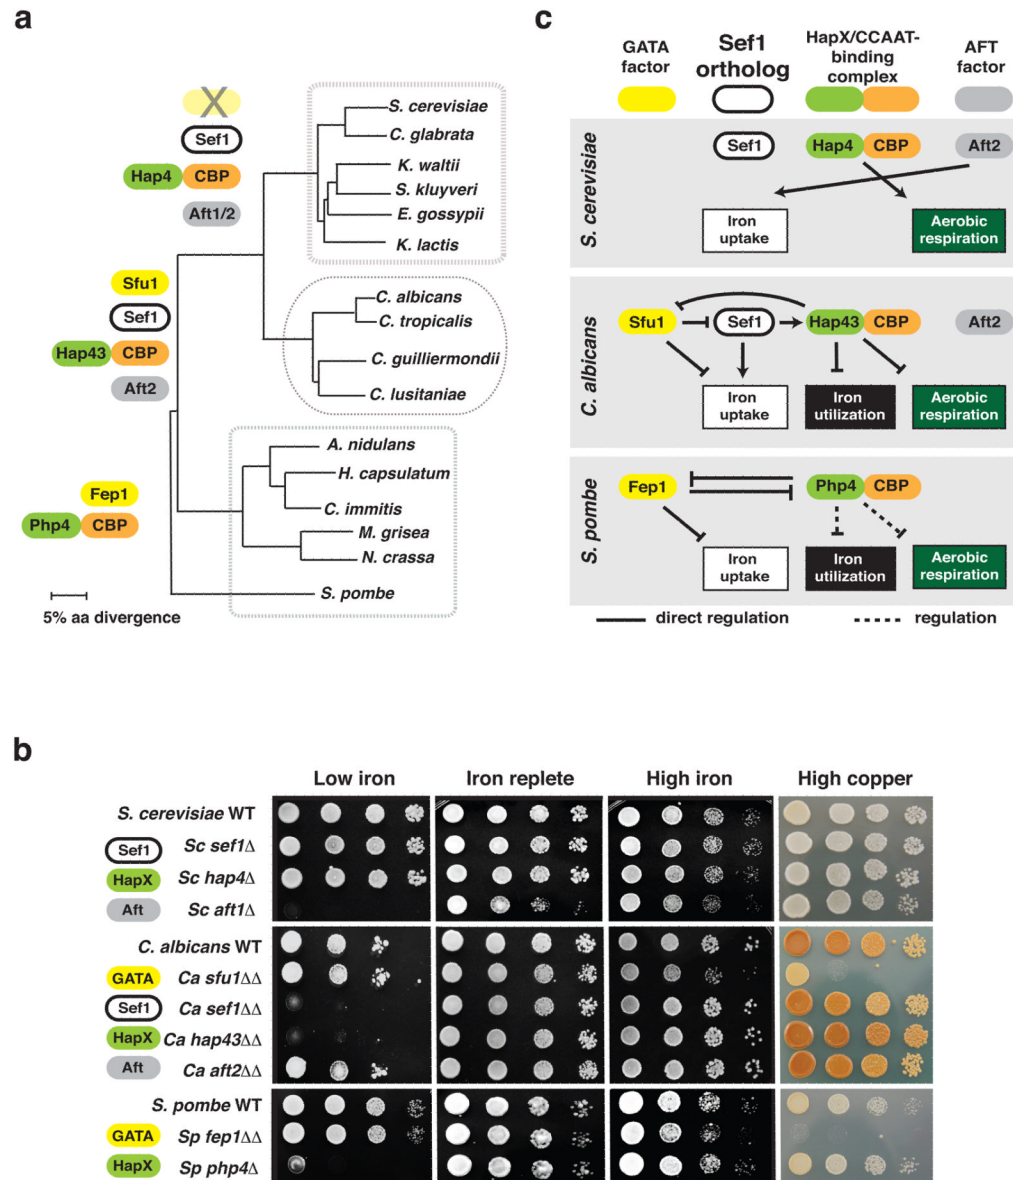 a
Sef1
Hap4 CBP
Aft1/2
Sfu1
Sef1
Hap43 CBP
Aft2
Fep1
Php4 CBP
5% aa divergence
S. cerevisiae
C. glabrata
K. waltii
S. kluyveri
E. gossypii
K. lactis
C. albicans
C. tropicalis
C. guilliermondii
C. lusitaniae
A. nidulans
H. capsulatum
C. immitis
M. grisea
N. crassa
S. pombe
c
GATA
factor
Sef1
ortholog
HapX/CCAAT-
binding
complex
AFT
factor
S. cerevisiae
Sef1 Hap4 CBP Aft2
Iron
uptake
Aerobic
respiration
C. albicans
Sfu1 Sef1 Hap43 CBP Aft2
Iron
uptake
Iron
utilization
Aerobic
respiration
S. pombe
Fep1 Php4 CBP
Iron
uptake
Iron
utilization
Aerobic
respiration
direct regulation regulation
b
Low iron Iron replete High iron High copper
S. cerevisiae WT
Sef1 Sc sef1Δ
HapX Sc hap4Δ
Aft Sc aft1Δ
C. albicans WT
GATA Ca sfu1ΔΔ
Sef1 Ca sef1ΔΔ
HapX Ca hap43ΔΔ
Aft Ca aft2ΔΔ
S. pombe WT
GATA Sp fep1ΔΔ
HapX Sp php4Δ